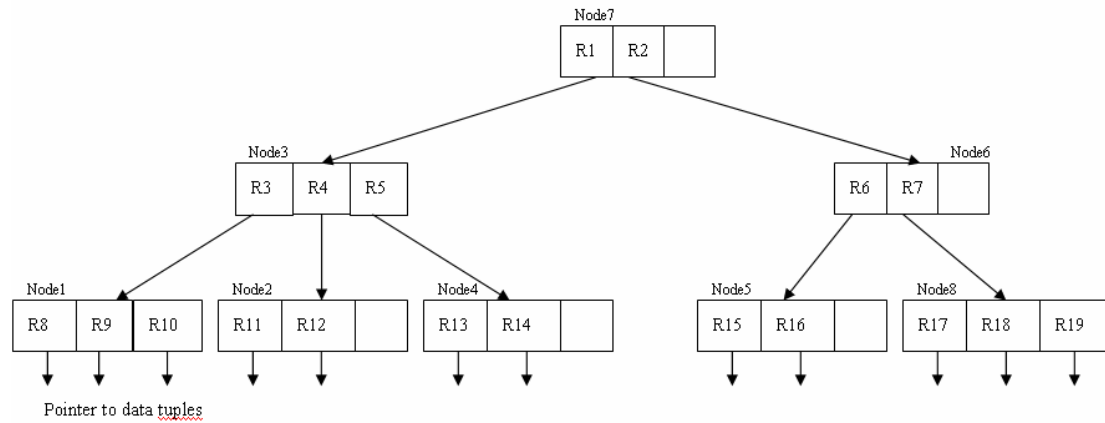 Node7
R1 R2
Node3 Node6
R3 R4 R5 R6 R7
Node1 Node2 Node4 Node5 Node8
R8 R9 R10 R11 R12 R13 R14 R15 R16 R17 R18 R19
Pointer to data tuples